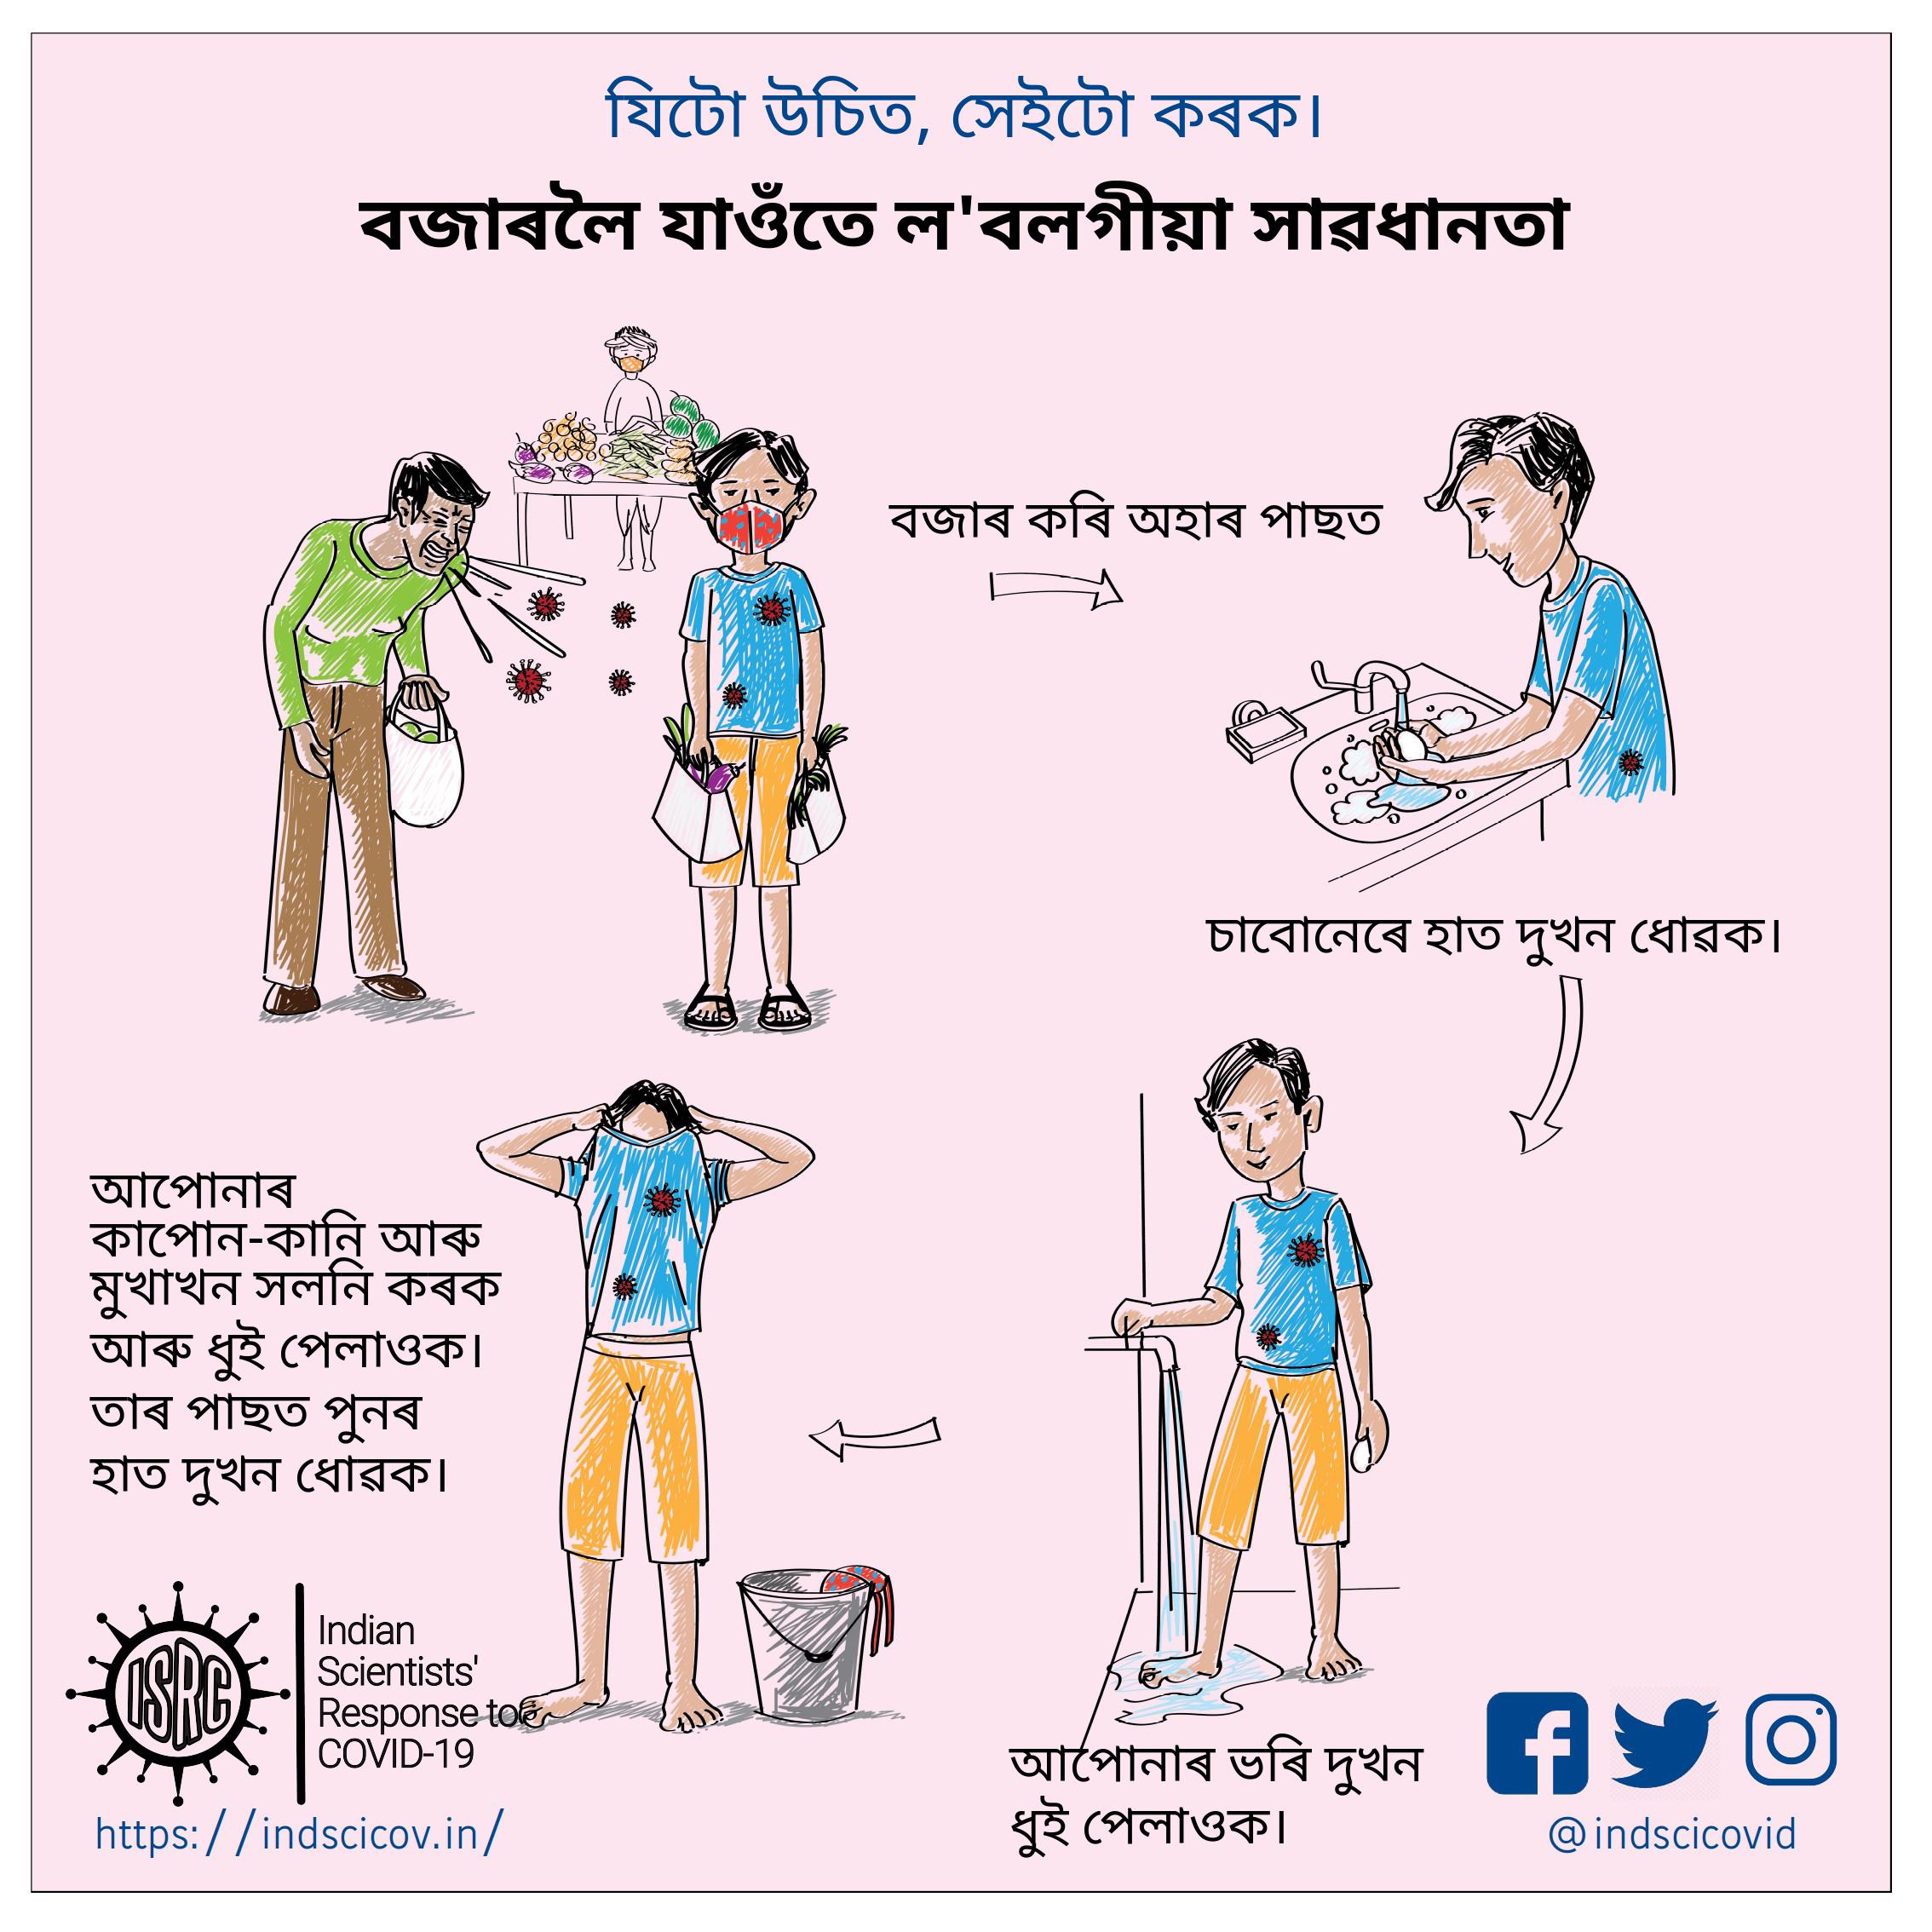 যিটো উচিত, সেইটো কৰক।
বজাৰলৈ যাওঁতে ল'বলগীয়া সাৱধানতা
বজাৰ কৰি অহাৰ পাছত
চাবোনেৰে হাত দুখন ধোৱক।
আপোনাৰ ভৰি দুখন
ধুই পেলাওক।
আপোনাৰ
কাপোন-কানি আৰু
মুখাখন সলনি কৰক
আৰু ধুই পেলাওক।
তাৰ পাছত পুনৰ
হাত দুখন ধোৱক।
ISRC
Indian
Scientists'
Response to
COVID-19
https://indscicov.in/
@indscicovid